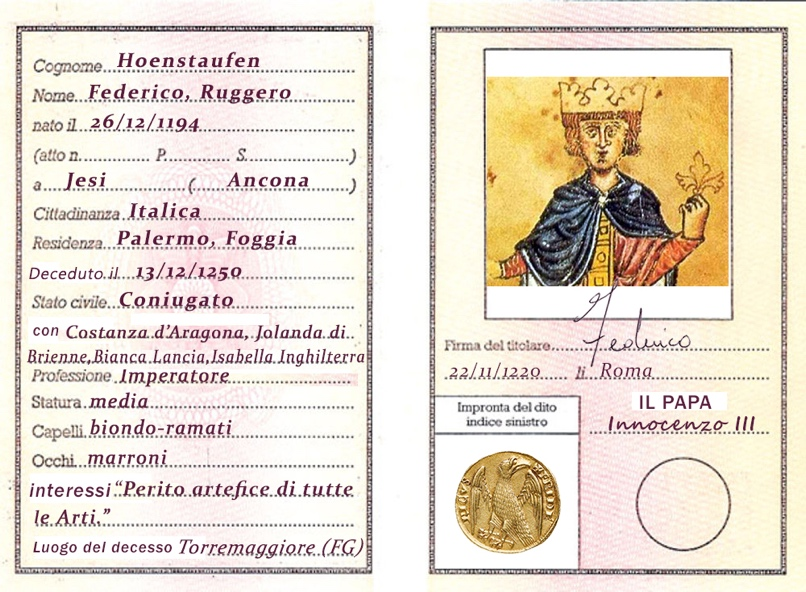 Cognome Hoenstaufen
Nome Federico, Ruggero
nato il 26/12/1194
(atto n. P. S. )
a Jesi ( Ancona )
Cittadinanza Italica
Residenza Palermo, Foggia
Deceduto il 13/12/1250
Stato civile Coniugato
con Costanza d'Aragona, Jolanda di
Brienne,Bianca Lancia,Isabella Inghilterra
Professione Imperatore
Statura media
Capelli biondo-ramati
Occhi marroni
interessi "Perito artefice di tutte
le Arti."
Luogo del decesso Torremaggiore (FG)
Firma del titolare Federico
22/11/1220 li Roma
Impronta del dito
indice sinistro
IL PAPA
Innocenzo III